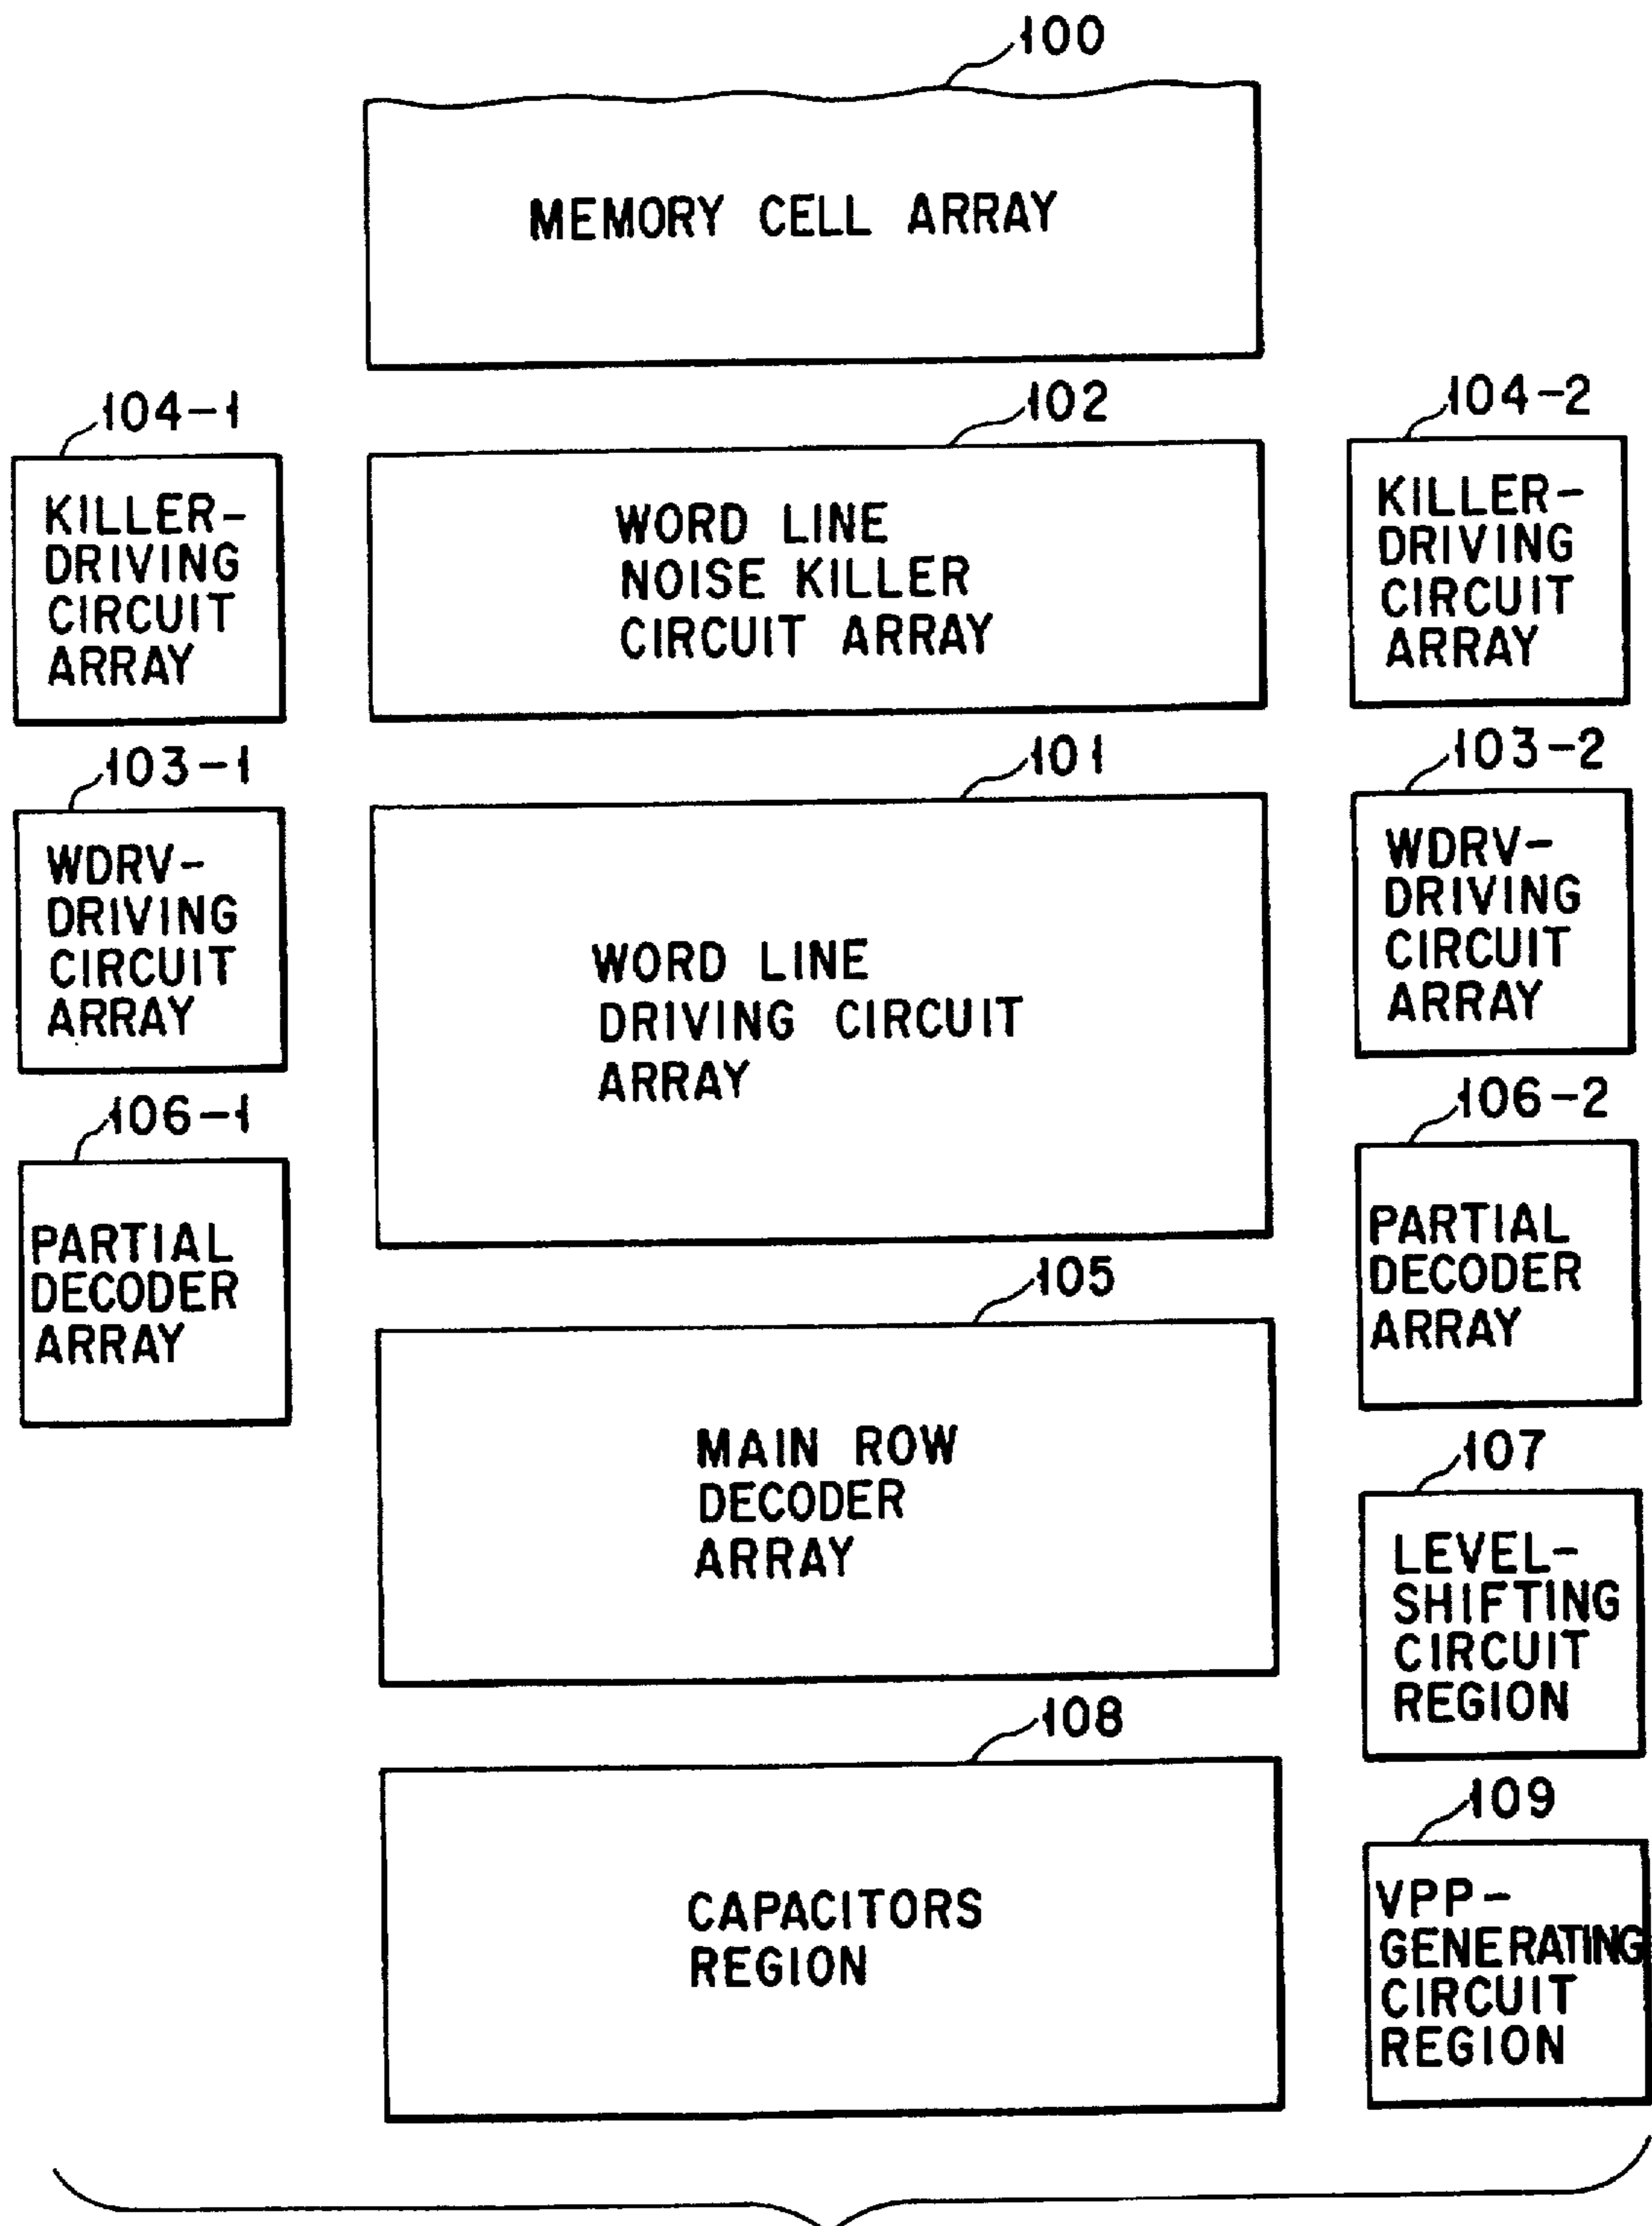 100
MEMORY CELL ARRAY
104-1
KILLER-
DRIVING
CIRCUIT
ARRAY
102
WORD LINE
NOISE KILLER
CIRCUIT ARRAY
104-2
KILLER-
DRIVING
CIRCUIT
ARRAY
103-1
WDRV-
DRIVING
CIRCUIT
ARRAY
101
WORD LINE
DRIVING CIRCUIT
ARRAY
103-2
WDRV-
DRIVING
CIRCUIT
ARRAY
106-1
PARTIAL
DECODER
ARRAY
106-2
PARTIAL
DECODER
ARRAY
105
MAIN ROW
DECODER
ARRAY
107
LEVEL-
SHIFTING
CIRCUIT
REGION
108
CAPACITORS
REGION
109
VPP-
GENERATING
CIRCUIT
REGION